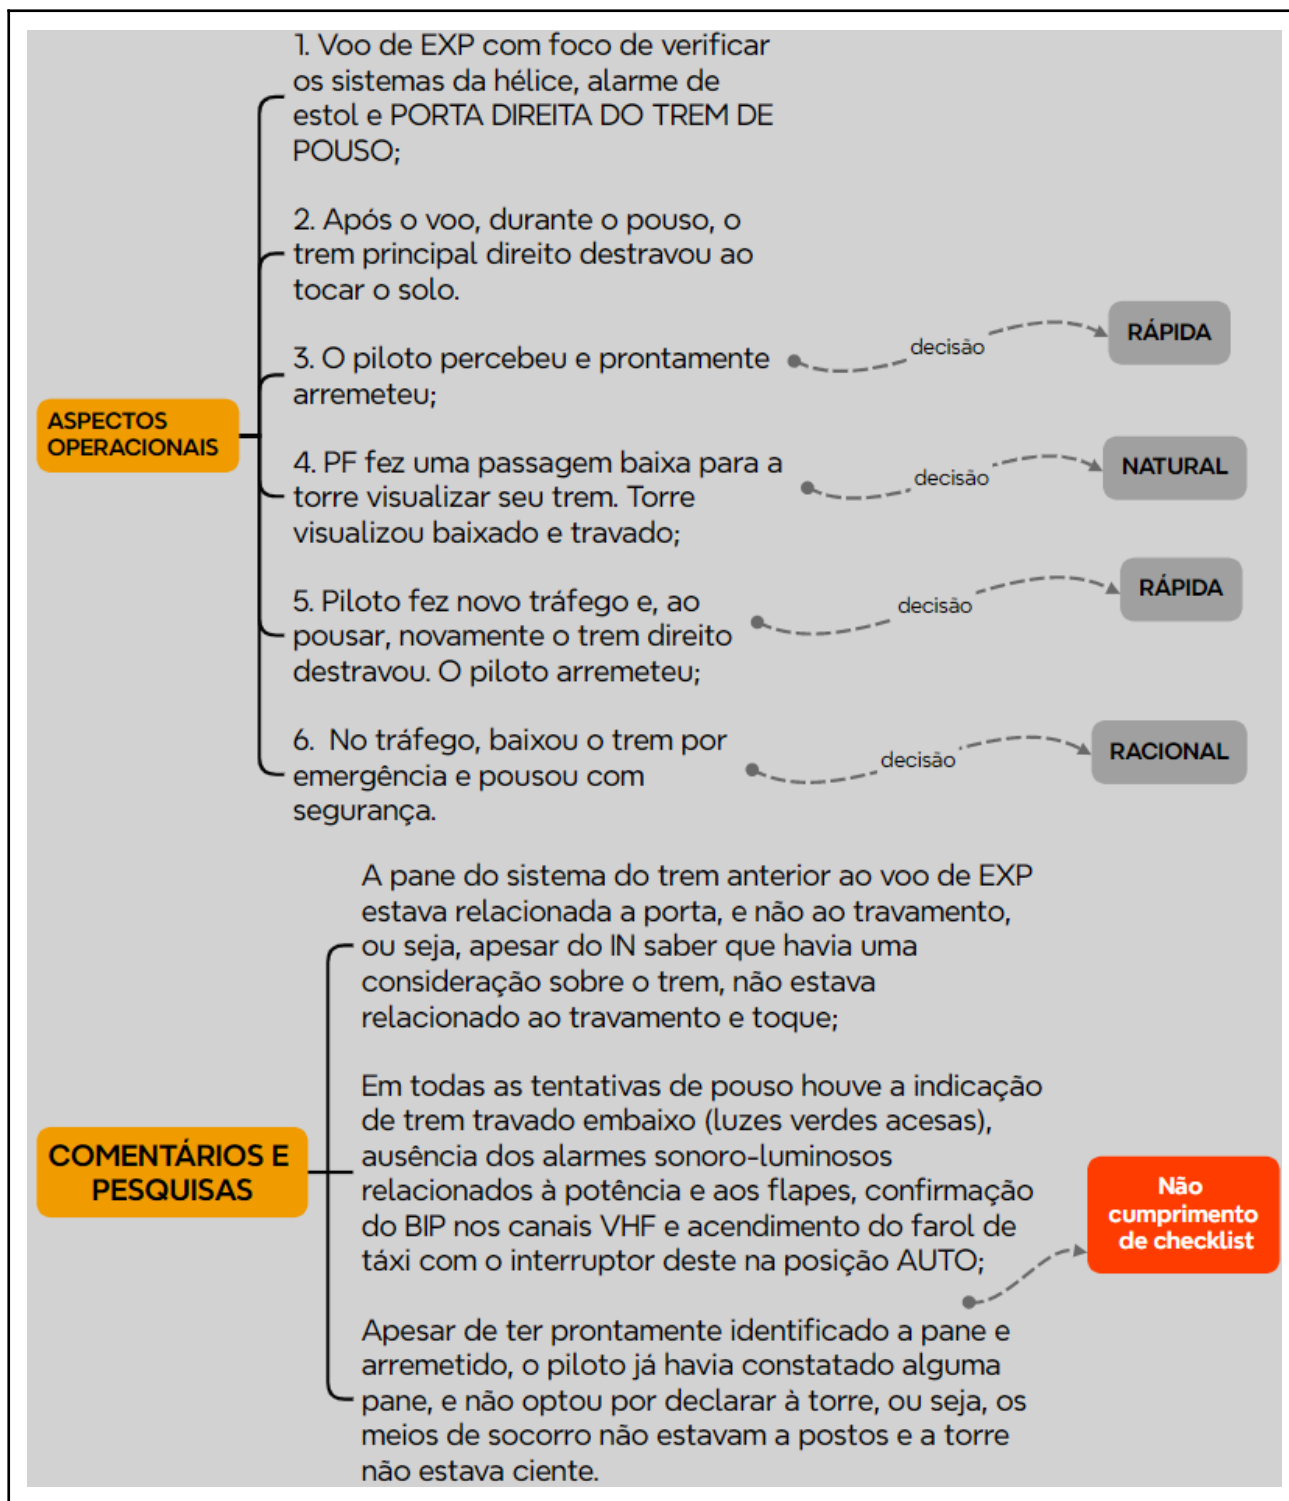 ASPECTOS
OPERACIONAIS
1. Voo de EXP com foco de verificar
os sistemas da hélice, alarme de
estol e PORTA DIREITA DO TREM DE
POUSO;
2. Após o voo, durante o pouso, o
trem principal direito destravou ao
tocar o solo.
3. O piloto percebeu e prontamente
arremeteu;
decisão
RÁPIDA
4. PF fez uma passagem baixa para a
torre visualizar seu trem. Torre
visualizou baixado e travado;
decisão
NATURAL
5. Piloto fez novo tráfego e, ao
pousar, novamente o trem direito
destravou. O piloto arremeteu;
decisão
RÁPIDA
6. No tráfego, baixou o trem por
emergência e pousou com
segurança.
decisão
RACIONAL
COMENTÁRIOS E
PESQUISAS
A pane do sistema do trem anterior ao voo de EXP
estava relacionada a porta, e não ao travamento,
ou seja, apesar do IN saber que havia uma
consideração sobre o trem, não estava
relacionado ao travamento e toque;
Em todas as tentativas de pouso houve a indicação
de trem travado embaixo (luzes verdes acesas),
ausência dos alarmes sonoro-luminosos
relacionados à potência e aos flapes, confirmação
do BIP nos canais VHF e acendimento do farol de
táxi com o interruptor deste na posição AUTO;
Apesar de ter prontamente identificado a pane e
arremetido, o piloto já havia constatado alguma
pane, e não optou por declarar à torre, ou seja, os
meios de socorro não estavam a postos e a torre
não estava ciente.
Não
cumprimento
de checklist